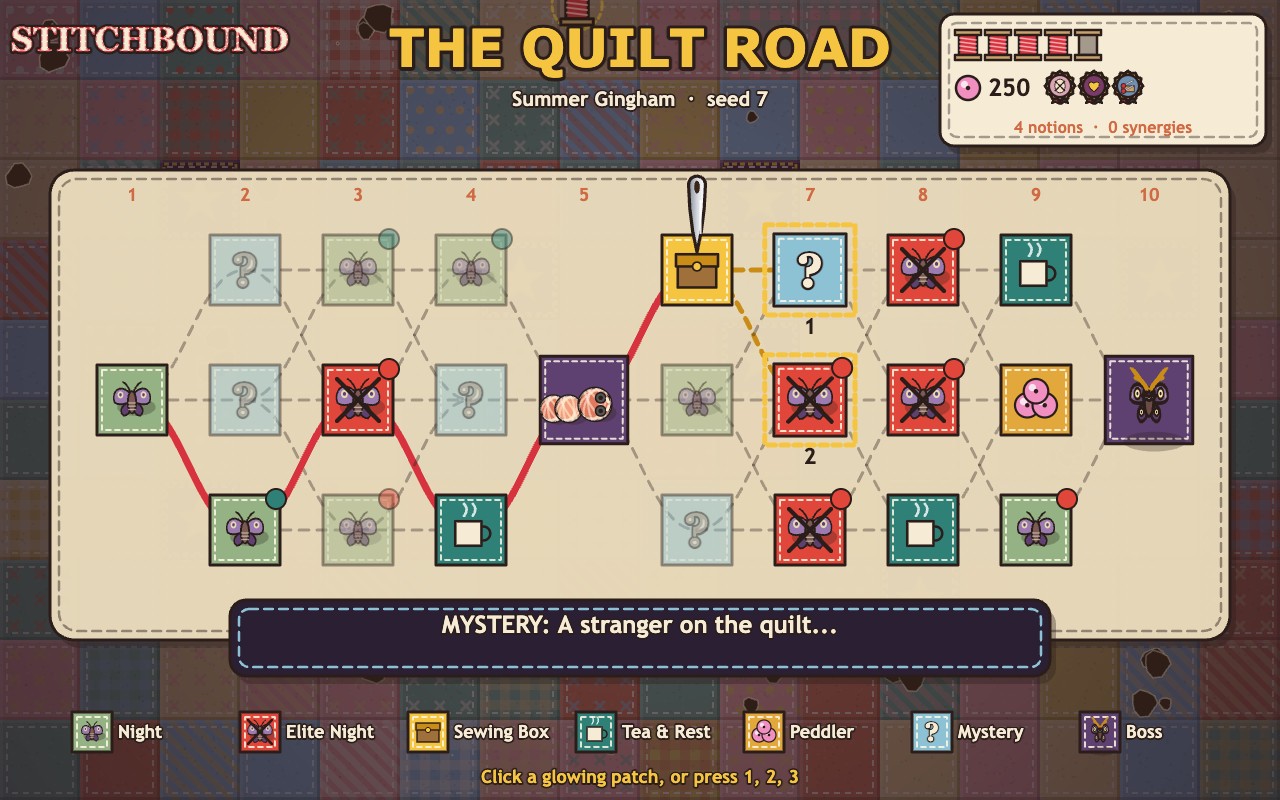 STITCHBOUND
THE QUILT ROAD
Summer Gingham · seed 7
250
4 notions · 0 synergies
1 2 3 4 5 7 8 9 10
?
?
1
?
?
2
?
MYSTERY: A stranger on the quilt...
Night Elite Night Sewing Box Tea & Rest Peddler ? Mystery Boss
Click a glowing patch, or press 1, 2, 3